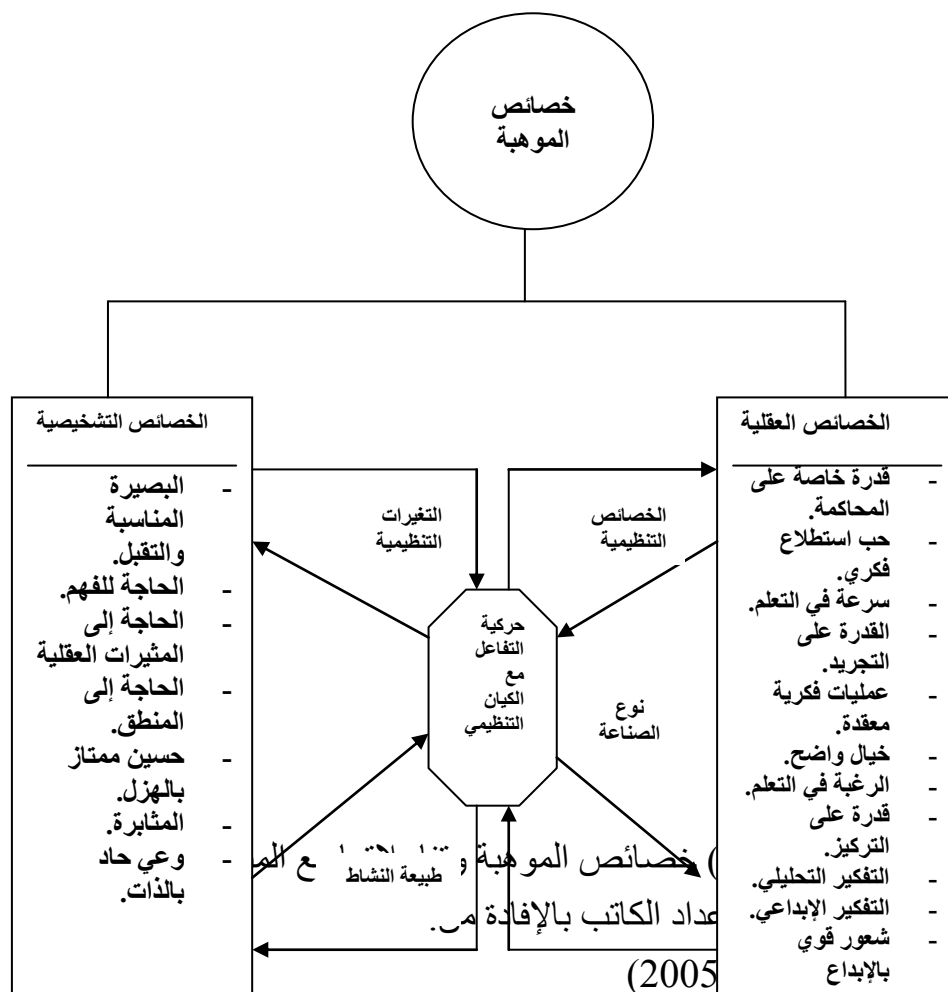 خصائص
الموهبة
الخصائص العقلية
- قدرة خاصة على
المحاكمة.
- حب استطلاع
فكري.
- سرعة في التعلم.
- القدرة على
التجريد.
- عمليات فكرية
معقدة.
- خيال واضح.
- الرغبة في التعلم.
- قدرة على
التركيز.
- التفكير التحليلي.
- التفكير الإبداعي.
- شعور قوي
بالإبداع
الخصائص
التنظيمية
نوع
الصناعة
حركية
التفاعل
مع
الكيان
التنظيمي
التغيرات
التنظيمية
طبيعة النشاط
الخصائص التشخيصية
- البصيرة
المناسبة
والتقبل.
- الحاجة للفهم.
- الحاجة إلى
المثيرات العقلية
- الحاجة إلى
المنطق.
- حسين ممتاز
بالهزل.
- المثابرة.
- وعي حاد
بالذات.
) خصائص الموهبة
عداد الكاتب بالإفادة من.
2005)